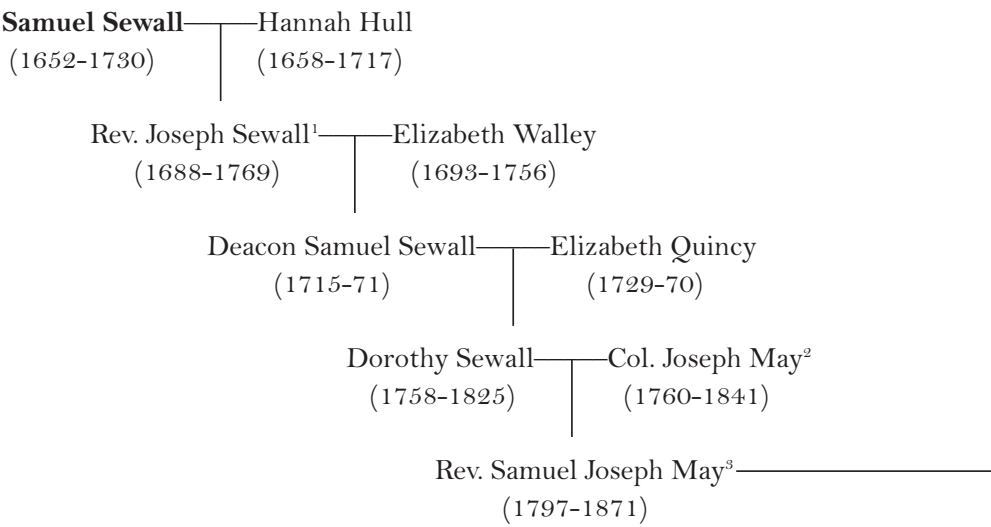 Samuel Sewall Hannah Hull
(1652-1730) (1658-1717)
Rev. Joseph Sewall¹ Elizabeth Walley
(1688-1769) (1693-1756)
Deacon Samuel Sewall Elizabeth Quincy
(1715-71) (1729-70)
Dorothy Sewall Col. Joseph May²
(1758-1825) (1760-1841)
Rev. Samuel Joseph May³
(1797-1871)